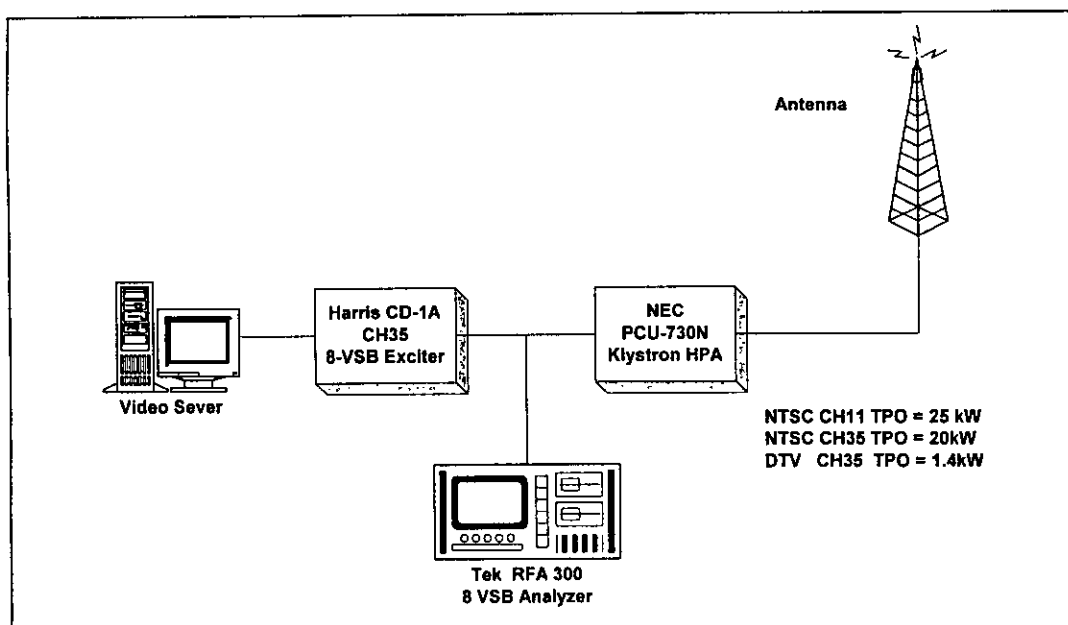 Antenna
Harris CD-1A
CH35
8-VSB Exciter
NEC
PCU-730N
Klystron HPA
Video Sever
NTSC CH11 TPO = 25 kW
NTSC CH35 TPO = 20kW
DTV CH35 TPO = 1.4kW
Tek RFA 300
8 VSB Analyzer